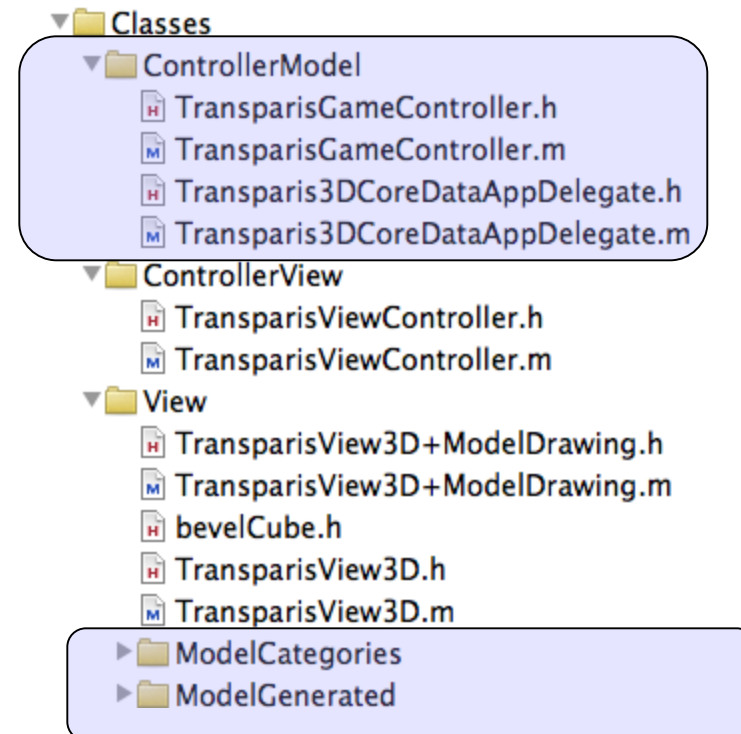 Classes
ControllerModel
H TransparisGameController.h
M TransparisGameController.m
H Transparis3DCoreDataAppDelegate.h
M Transparis3DCoreDataAppDelegate.m
ControllerView
H TransparisViewController.h
M TransparisViewController.m
View
H TransparisView3D+ModelDrawing.h
M TransparisView3D+ModelDrawing.m
H bevelCube.h
H TransparisView3D.h
M TransparisView3D.m
ModelCategories
ModelGenerated